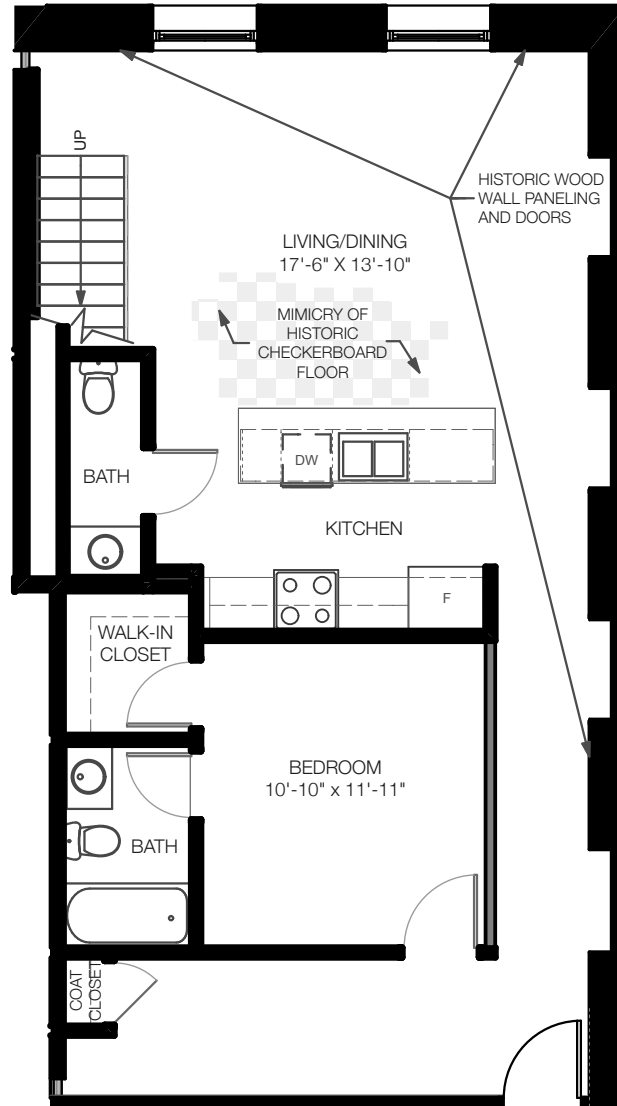 UP
HISTORIC WOOD
WALL PANELING
AND DOORS
LIVING/DINING
17'-6" X 13'-10"
MIMICRY OF
HISTORIC
CHECKERBOARD
FLOOR
DW
BATH
KITCHEN
F
WALK-IN
CLOSET
BEDROOM
10'-10" x 11'-11"
BATH
COAT
CLOSET